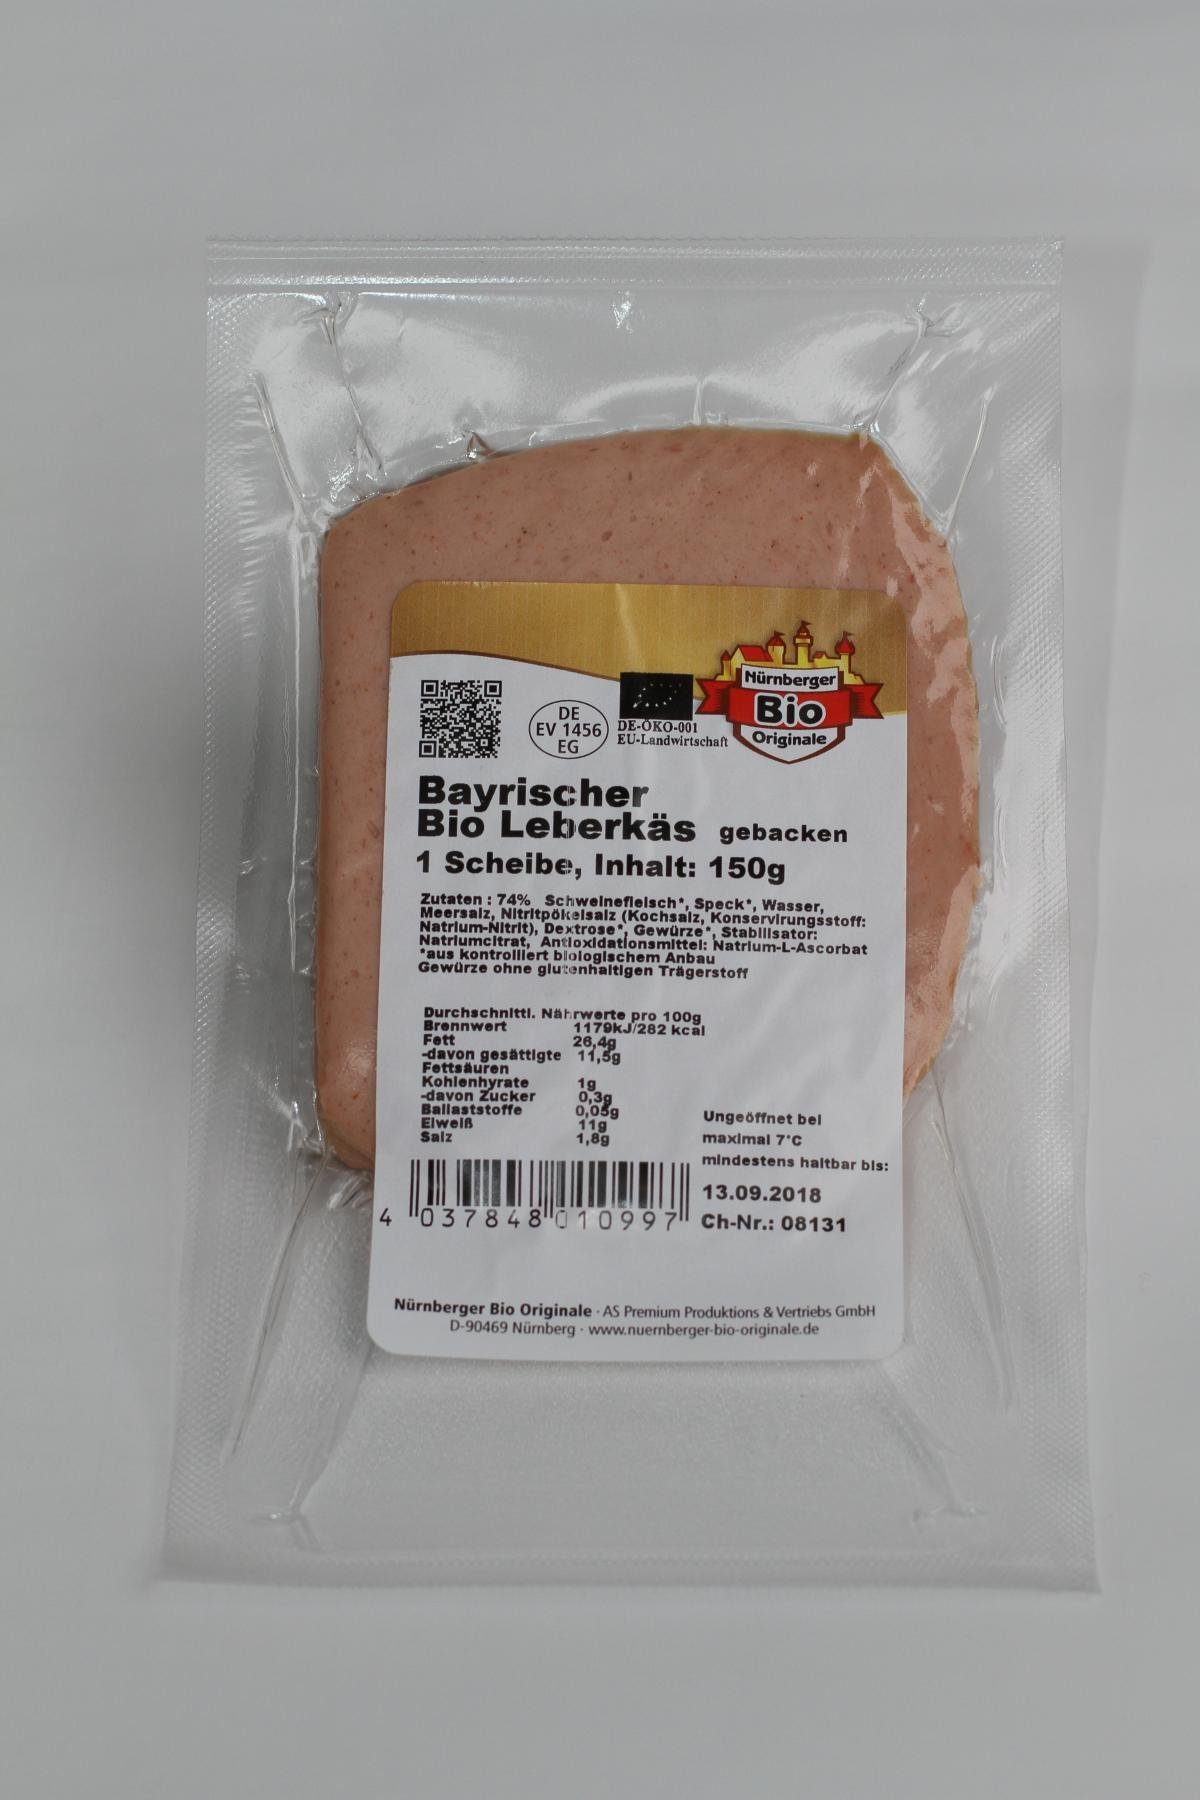 Nürnberger
Bio
Originale
DE
EV 1456
EG
DE-ÖKO-001
EU-Landwirtschaft
Bayrischer
Bio Leberkäs gebacken
1 Scheibe, Inhalt: 150g
Zutaten : 74% Schweinefleisch*, Speck*, Wasser,
Meersalz, Nitritpökelsalz (Kochsalz, Konservirungsstoff:
Natrium-Nitrit), Dextrose*, Gewürze*, Stabilisator:
Natriumcitrat, Antioxidationsmittel: Natrium-L-Ascorbat
*aus kontrolliert biologischem Anbau
Gewürze ohne glutenhaltigen Trägerstoff
Durchschnittl. Nährwerte pro 100g
Brennwert 1179kJ/282 kcal
Fett 26,4g
-davon gesättigte 11,5g
Fettsäuren
Kohlenhyrate 1g
-davon Zucker 0,3g
Ballaststoffe 0,05g
Eiweiß 11g
Salz 1,8g
Ungeöffnet bei
maximal 7°C
mindestens haltbar bis:
13.09.2018
Ch-Nr.: 08131
4 037848 010997
Nürnberger Bio Originale · AS Premium Produktions & Vertriebs GmbH
D-90469 Nürnberg · www.nuernberger-bio-originale.de